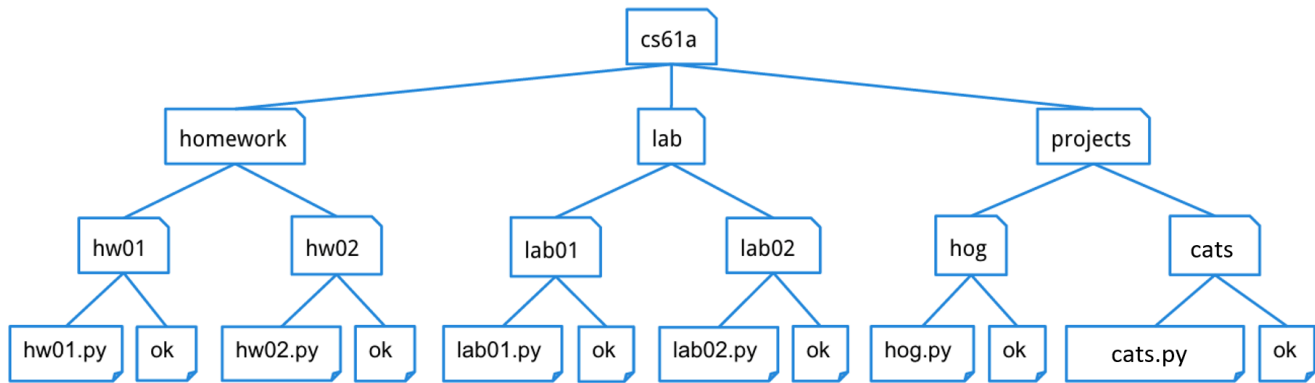 cs61a
homework lab projects
hw01 hw02 lab01 lab02 hog cats
hw01.py ok hw02.py ok lab01.py ok lab02.py ok hog.py ok cats.py ok